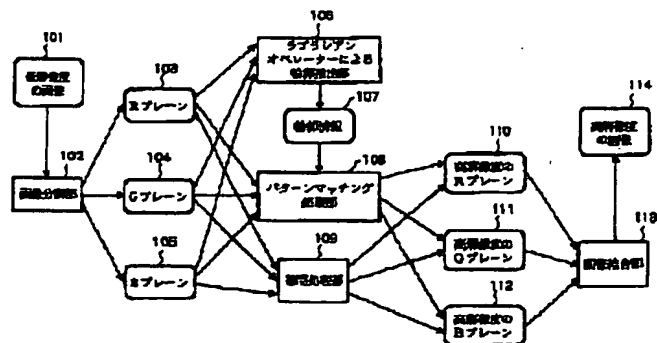 101
低解像度
の画像
102
画像分割部
103
Rプレーン
104
Gプレーン
105
Bプレーン
106
ラプラシアン
オペレーターによる
輪郭抽出部
107
輪郭情報
108
パターンマッチング
処理部
109
補間処理部
110
高解像度の
Rプレーン
111
高解像度の
Gプレーン
112
高解像度の
Bプレーン
113
画像結合部
114
高解像度
の画像